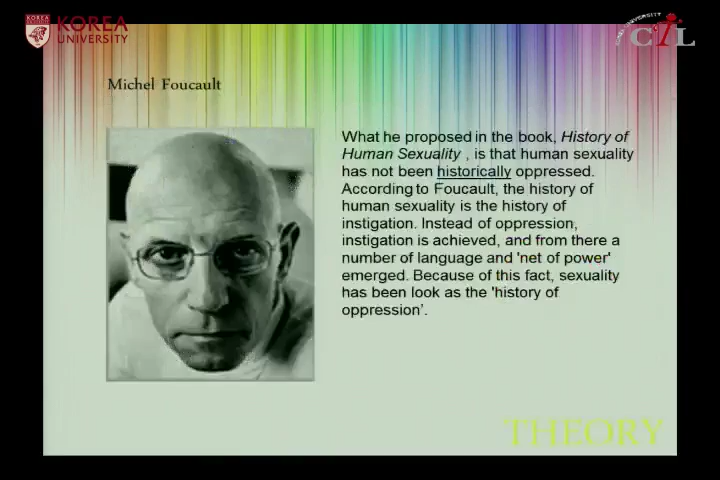 KOREA
UNIVERSITY
UNIVERSITY
CTL
Michel Foucault
What he proposed in the book, History of
Human Sexuality , is that human sexuality
has not been historically oppressed.
According to Foucault, the history of
human sexuality is the history of
instigation. Instead of oppression,
instigation is achieved, and from there a
number of language and 'net of power'
emerged. Because of this fact, sexuality
has been look as the 'history of
oppression'.
THEORY